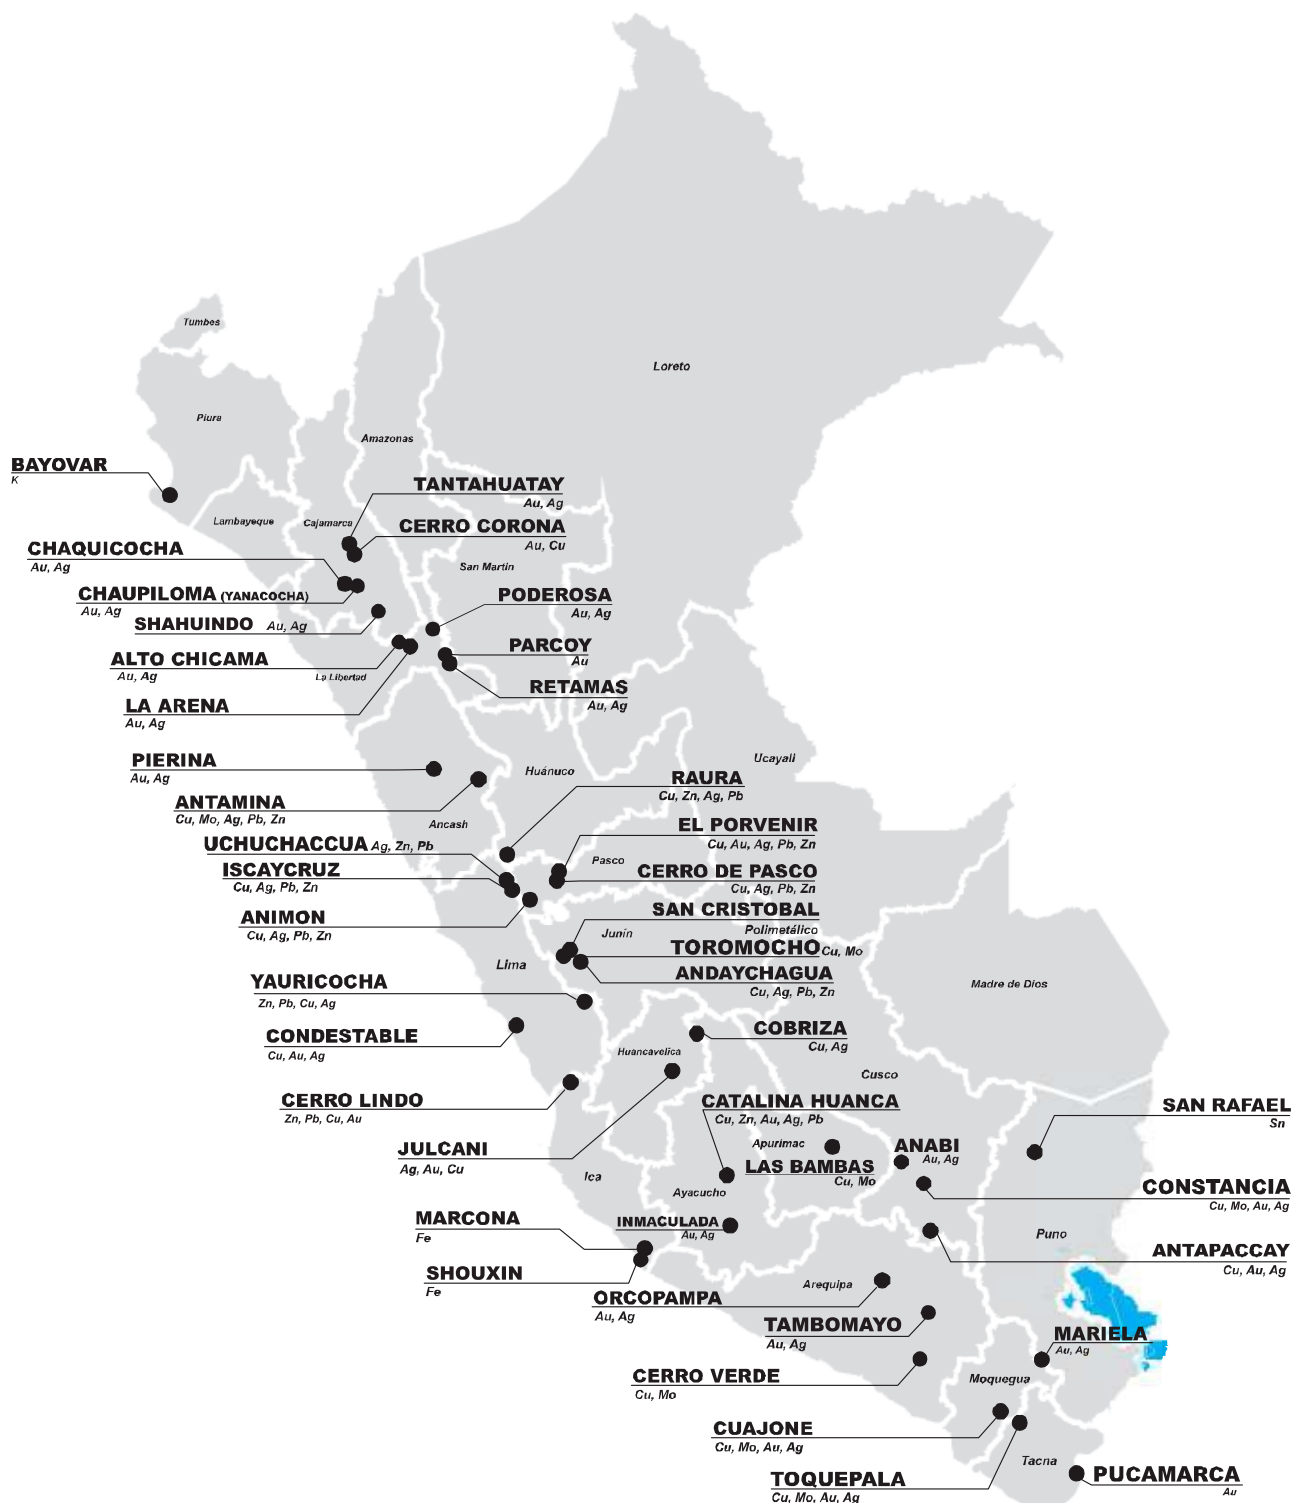 Tumbes
Loreto
Piura
Amazonas
BAYOVAR
K
TANTAHUATAY
Au, Ag
Lambayeque
Cajamarca
CERRO CORONA
Au, Cu
CHAQUICOCHA
Au, Ag
San Martin
CHAUPILOMA (YANACOCHA)
Au, Ag
PODEROSA
Au, Ag
SHAHUINDO Au, Ag
PARCOY
Au
ALTO CHICAMA
Au, Ag
La Libertad
RETAMAS
Au, Ag
LA ARENA
Au, Ag
PIERINA
Au, Ag
Huánuco
Ucayali
RAURA
Cu, Zn, Ag, Pb
ANTAMINA
Cu, Mo, Ag, Pb, Zn
Ancash
EL PORVENIR
Cu, Au, Ag, Pb, Zn
UCHUCHACCUA Ag, Zn, Pb
Pasco
ISCAYCRUZ
Cu, Ag, Pb, Zn
CERRO DE PASCO
Cu, Ag, Pb, Zn
ANIMON
Cu, Ag, Pb, Zn
SAN CRISTOBAL
Polimetálico
Junín
TOROMOCHO Cu, Mo
Lima
ANDAYCHAGUA
Cu, Ag, Pb, Zn
YAURICOCHA
Zn, Pb, Cu, Ag
Madre de Dios
CONDESTABLE
Cu, Au, Ag
COBRIZA
Cu, Ag
Huancavelica
Cusco
CERRO LINDO
Zn, Pb, Cu, Au
CATALINA HUANCA
Cu, Zn, Au, Ag, Pb
SAN RAFAEL
Sn
JULCANI
Ag, Au, Cu
Apurimac
ANABI
Au, Ag
LAS BAMBAS
Cu, Mo
Ica
Ayacucho
CONSTANCIA
Cu, Mo, Au, Ag
MARCONA
Fe
INMACULADA
Au, Ag
Puno
ANTAPACCAY
Cu, Au, Ag
SHOUXIN
Fe
Arequipa
ORCOPAMPA
Au, Ag
TAMBOMAYO
Au, Ag
MARIELA
Au, Ag
CERRO VERDE
Cu, Mo
Moquegua
CUAJONE
Cu, Mo, Au, Ag
Tacna
TOQUEPALA
Cu, Mo, Au, Ag
PUCAMARCA
Au